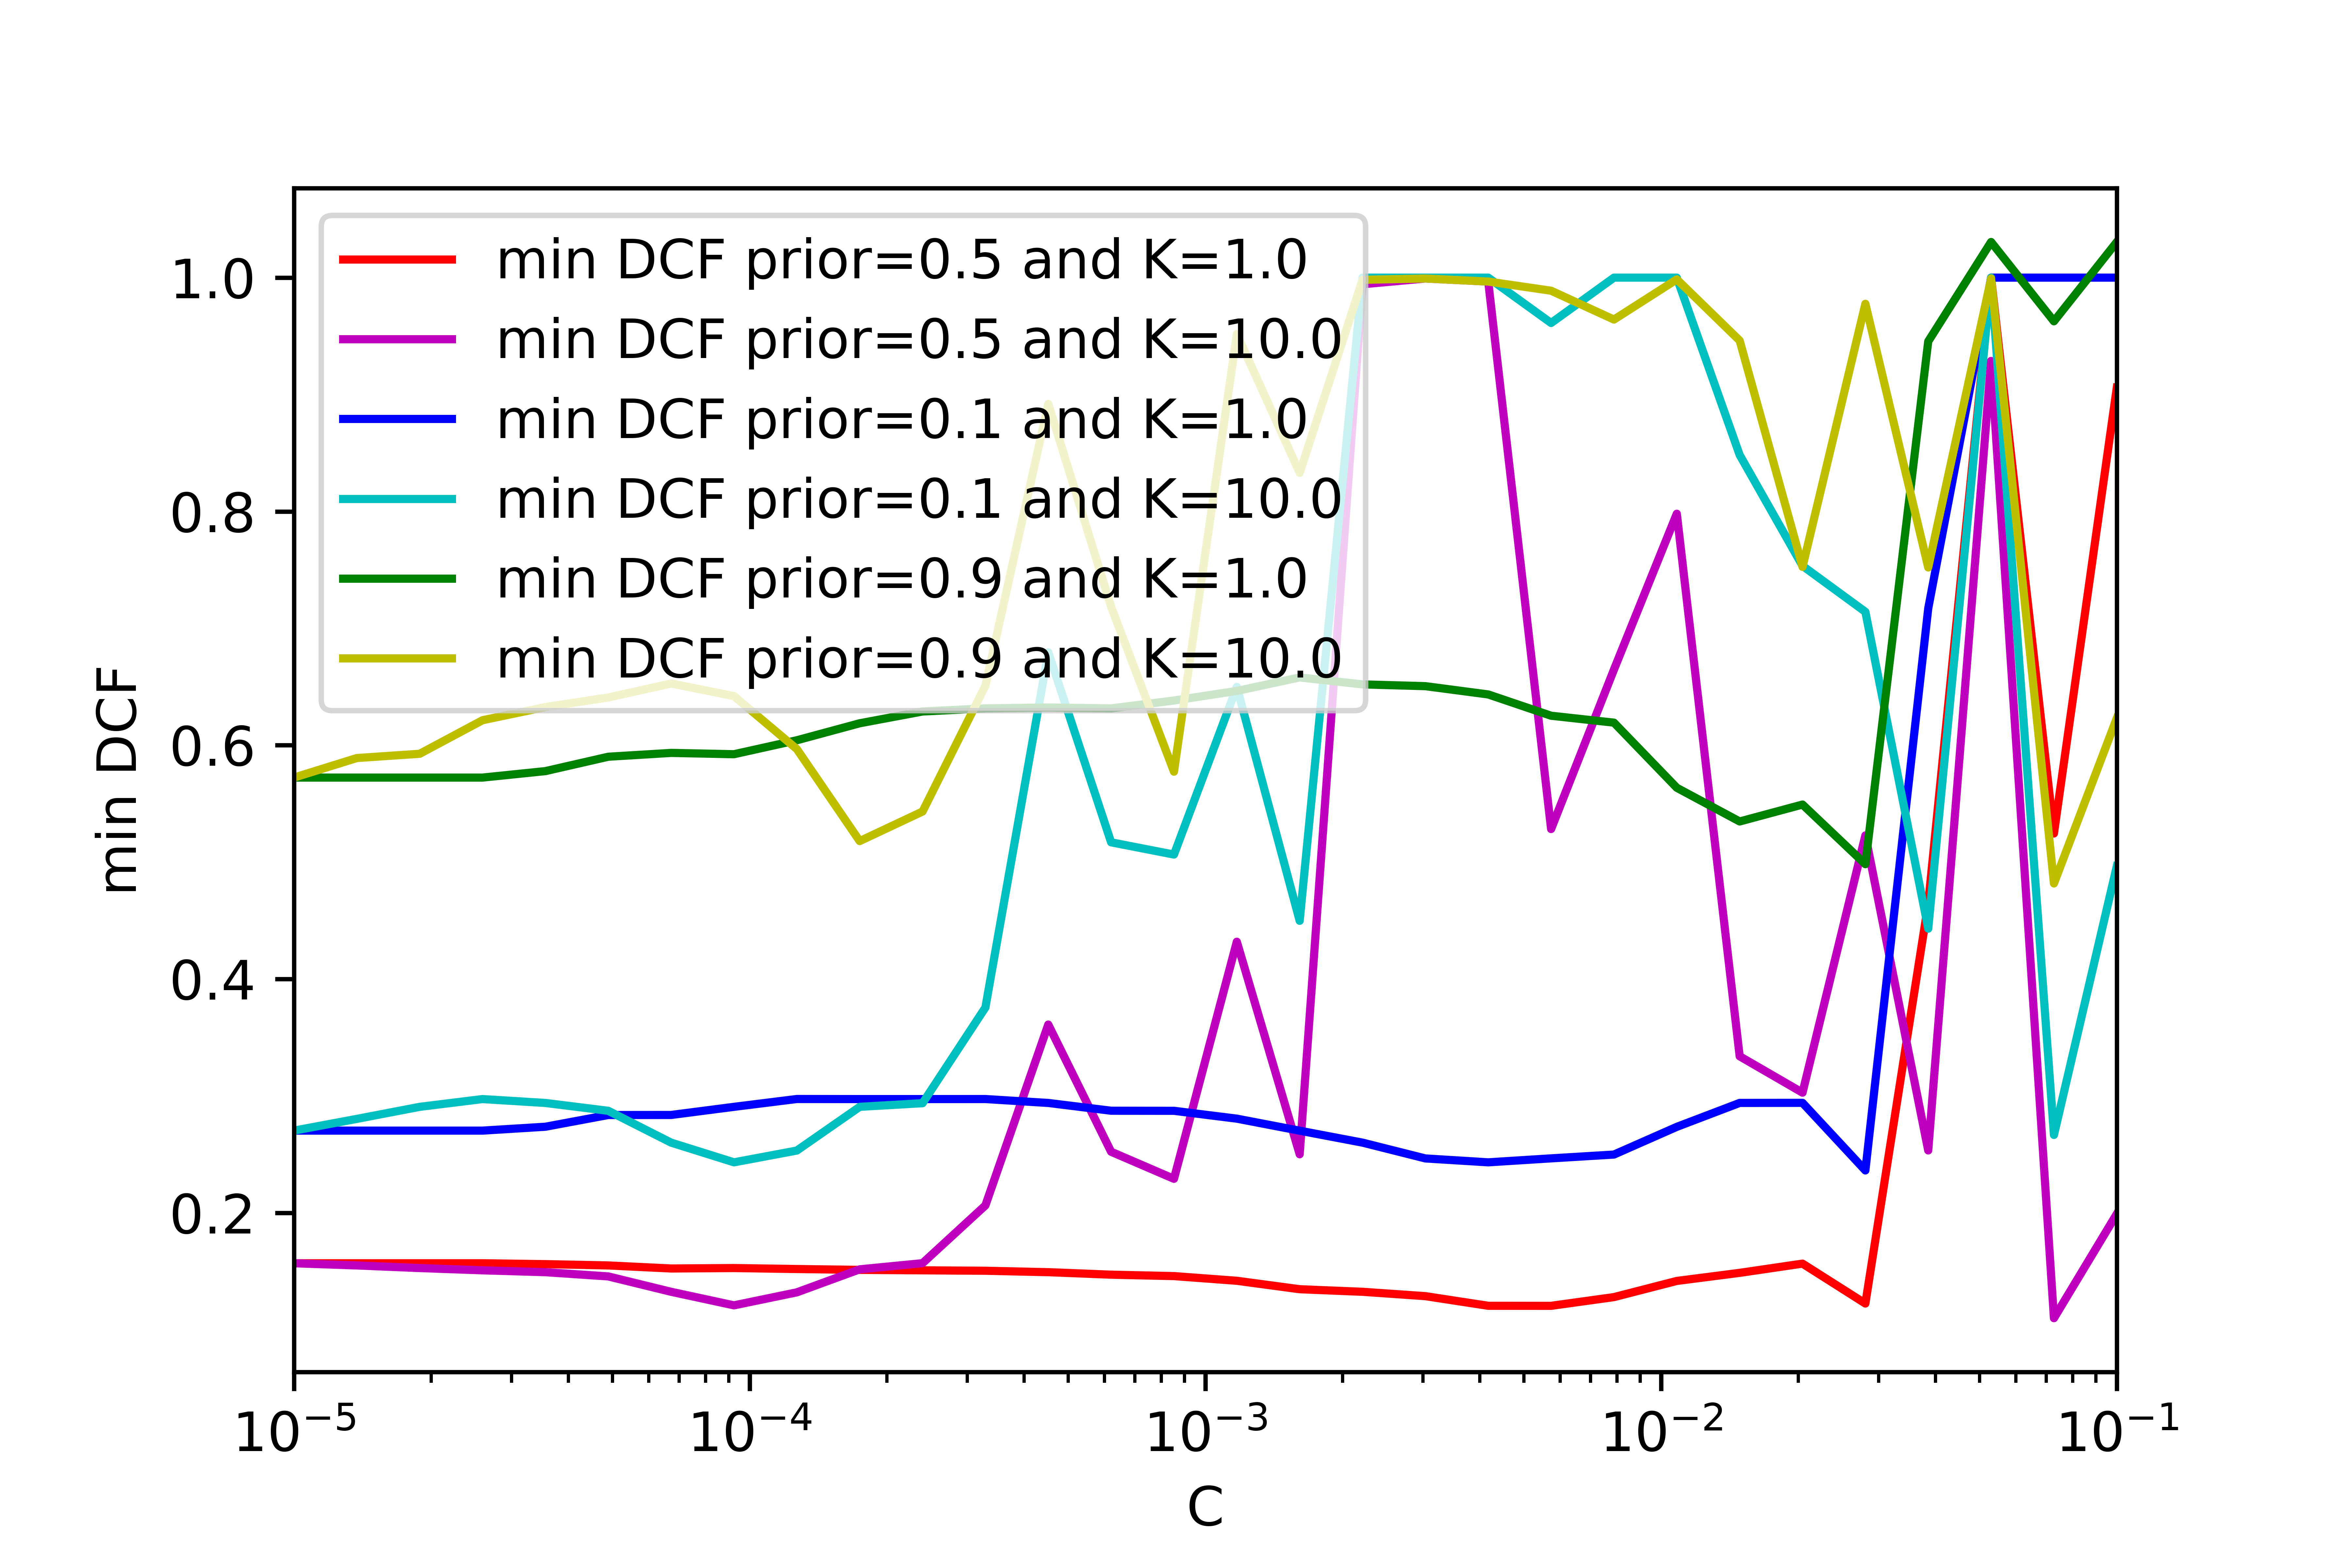 min DCF prior=0.5 and K=1.0
min DCF prior=0.5 and K=10.0
min DCF prior=0.1 and K=1.0
min DCF prior=0.1 and K=10.0
min DCF prior=0.9 and K=1.0
min DCF prior=0.9 and K=10.0
1.0
0.8
0.6
0.4
0.2
min DCF
10⁻⁵ 10⁻⁴ 10⁻³ 10⁻² 10⁻¹
C